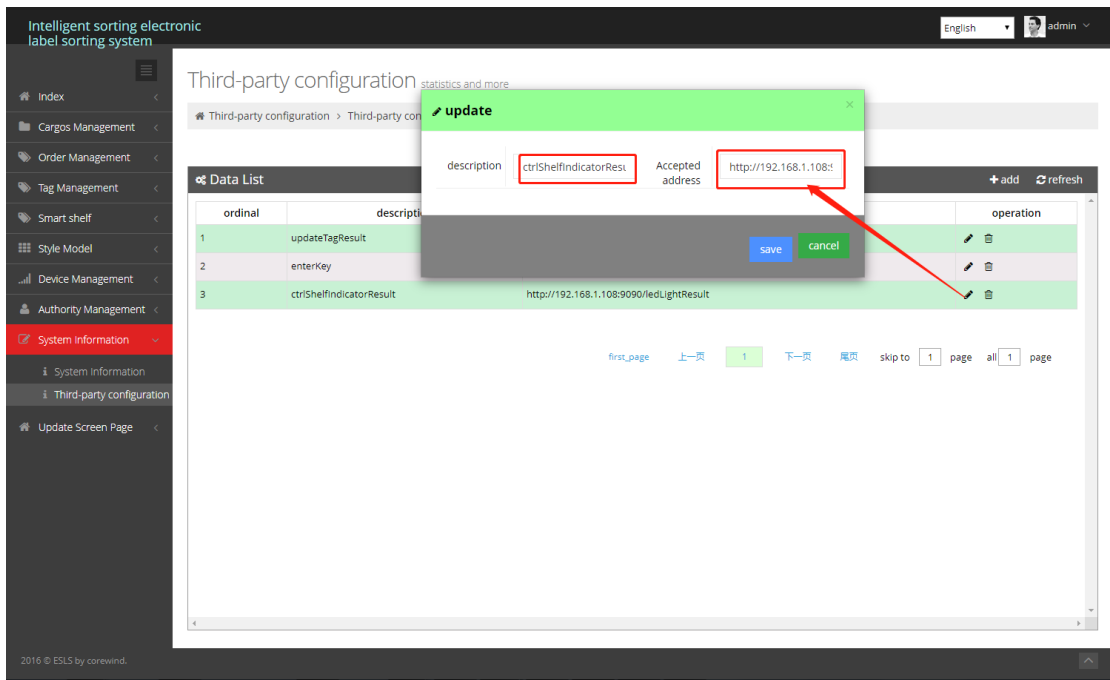 Intelligent sorting electronic
label sorting system
English
admin
Third-party configuration statistics and more
Index
Cargos Management
Order Management
Tag Management
Smart shelf
Style Model
Device Management
Authority Management
System Information
System Information
Third-party configuration
Update Screen Page
Third-party configuration > Third-party con
update
×
description
ctrlShelfIndicatorResu
Accepted
address
http://192.168.1.108:9
save
cancel
Data List
add
refresh
ordinal
descripti
operation
1
updateTagResult
2
enterKey
3
ctrlShelfIndicatorResult
http://192.168.1.108:9090/ledLightResult
first_page
上一页
1
下一页
尾页
skip to 1 page all 1 page
2016 © ESLS by corewind.